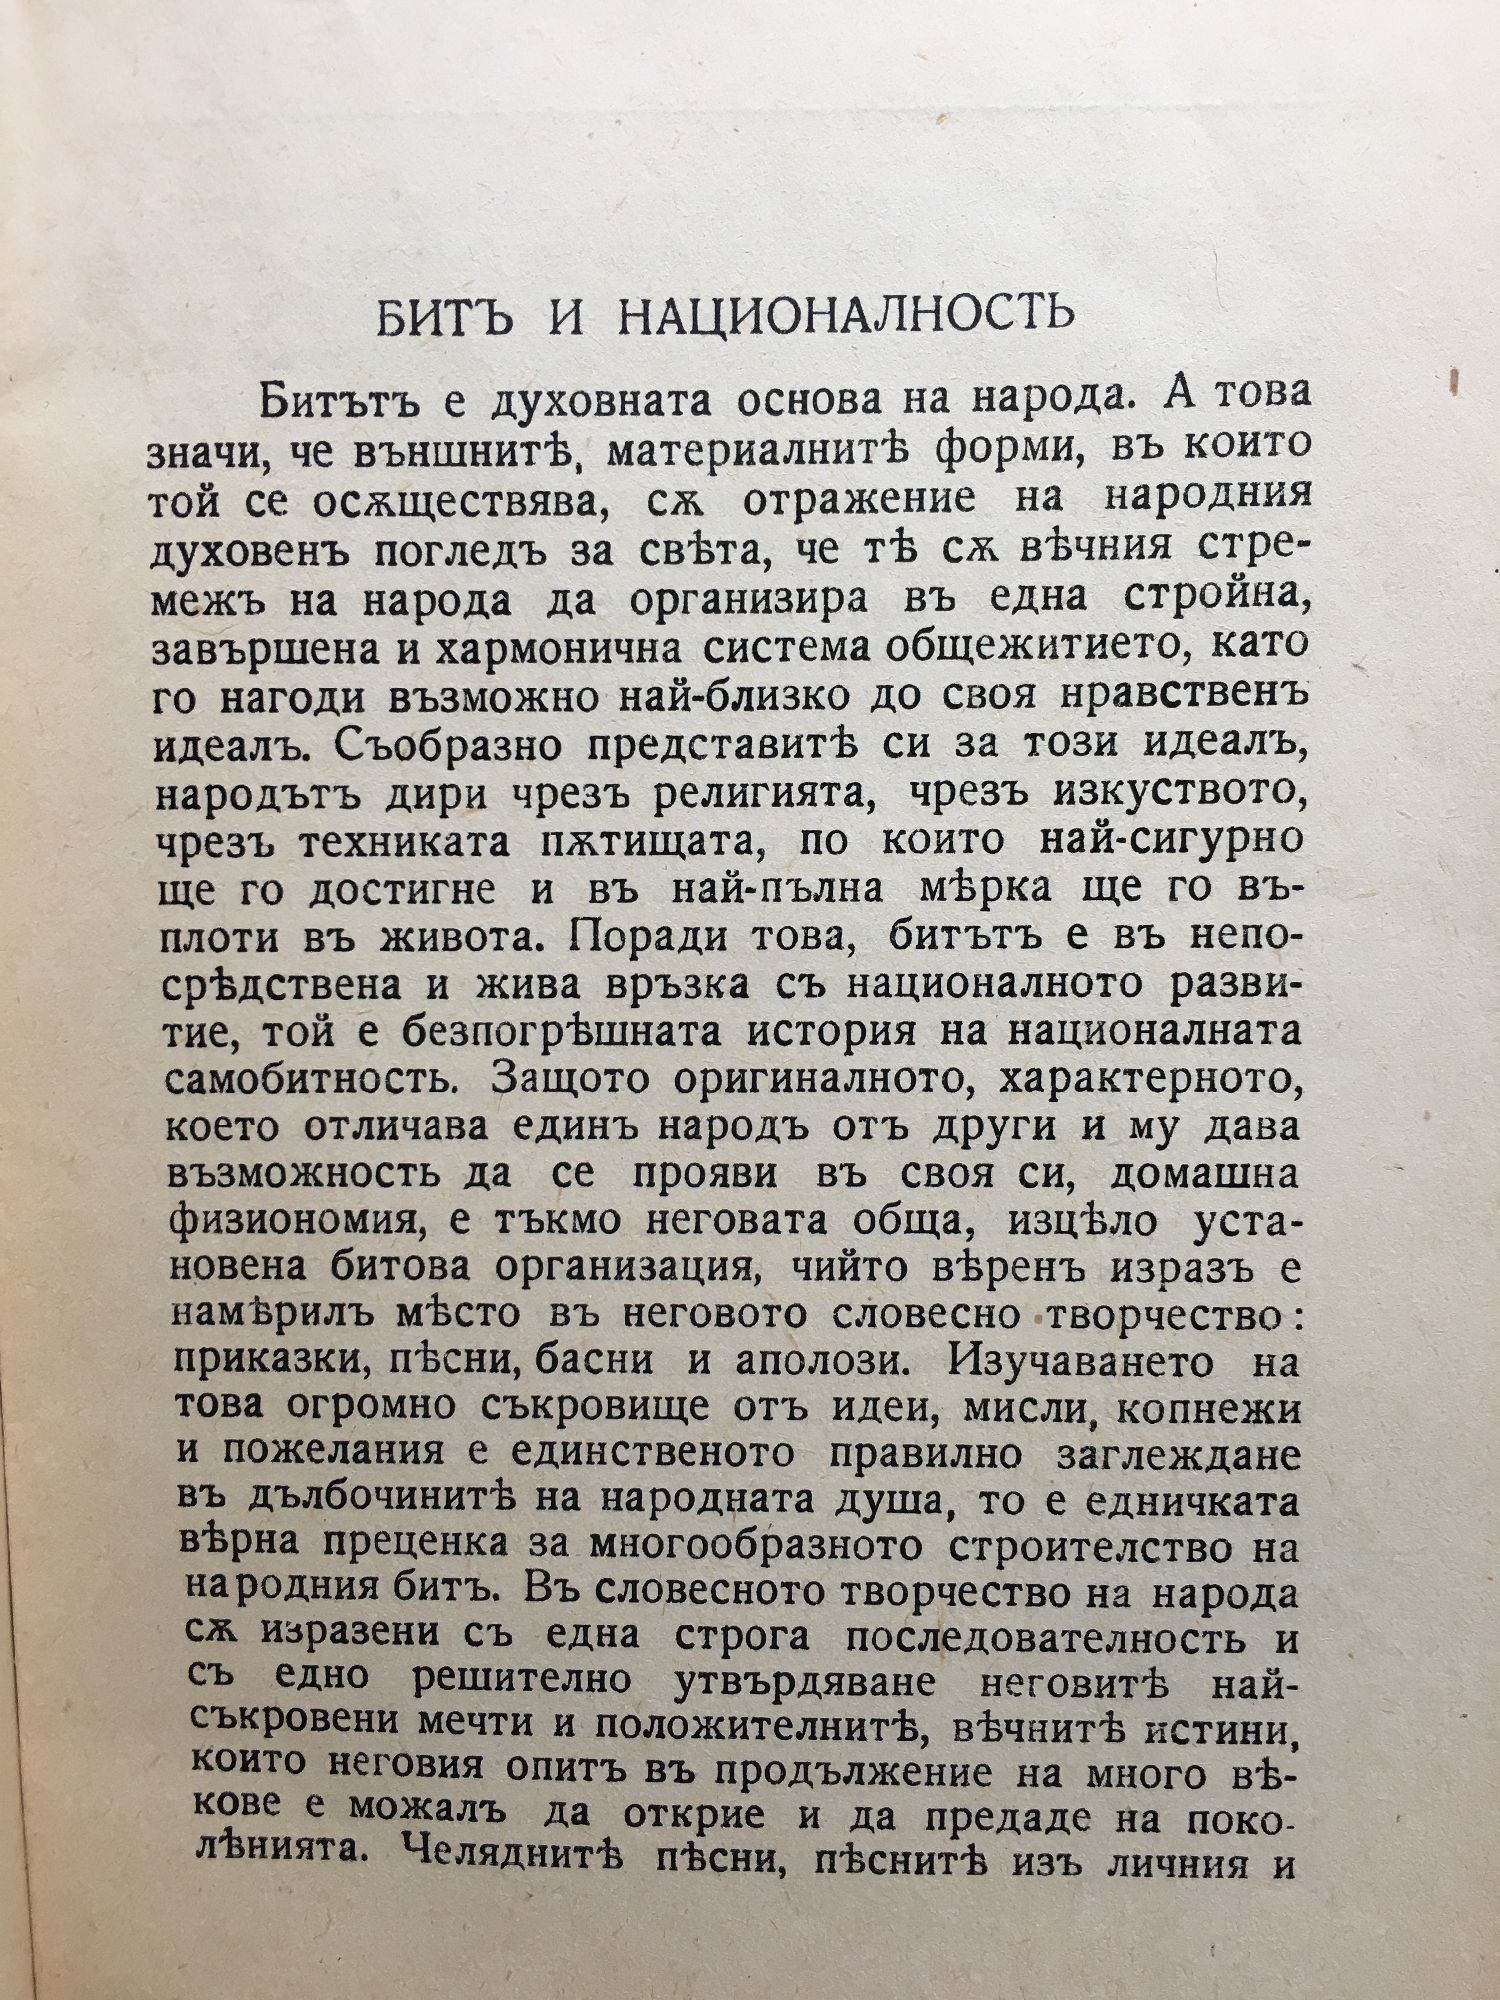 БИТЪ И НАЦИОНАЛНОСТЬ
Битътъ е духовната основа на народа. А това
значи, че външнитѣ, материалнитѣ форми, въ които
той се осѫществява, сѫ отражение на народния
духовенъ погледъ за свѣта, че тѣ сѫ вѣчния стре-
межъ на народа да организира въ една стройна,
завършена и хармонична система общежитието, като
го нагоди възможно най-близко до своя нравственъ
идеалъ. Съобразно представитѣ си за този идеалъ,
народътъ дири чрезъ религията, чрезъ изкуството,
чрезъ техниката пѫтищата, по които най-сигурно
ще го достигне и въ най-пълна мѣрка ще го въ-
плоти въ живота. Поради това, битътъ е въ непо-
срѣдствена и жива връзка съ националното разви-
тие, той е безпогрѣшната история на националната
самобитность. Защото оригиналното, характерното,
което отличава единъ народъ отъ други и му дава
възможность да се прояви въ своя си, домашна
физиономия, е тъкмо неговата обща, изцѣло уста-
новена битова организация, чийто вѣренъ изразъ е
намѣрилъ мѣсто въ неговото словесно творчество:
приказки, пѣсни, басни и аполози. Изучаването на
това огромно съкровище отъ идеи, мисли, копнежи
и пожелания е единственото правилно заглеждане
въ дълбочинитѣ на народната душа, то е едничката
вѣрна преценка за многообразното строителство на
народния битъ. Въ словесното творчество на народа
сѫ изразени съ една строга последователность и
съ едно решително утвърдяване неговитѣ най-
съкровени мечти и положителнитѣ, вѣчнитѣ истини,
които неговия опитъ въ продължение на много вѣ-
кове е можалъ да открие и да предаде на поко-
лѣнията. Челяднитѣ пѣсни, пѣснитѣ изъ личния и